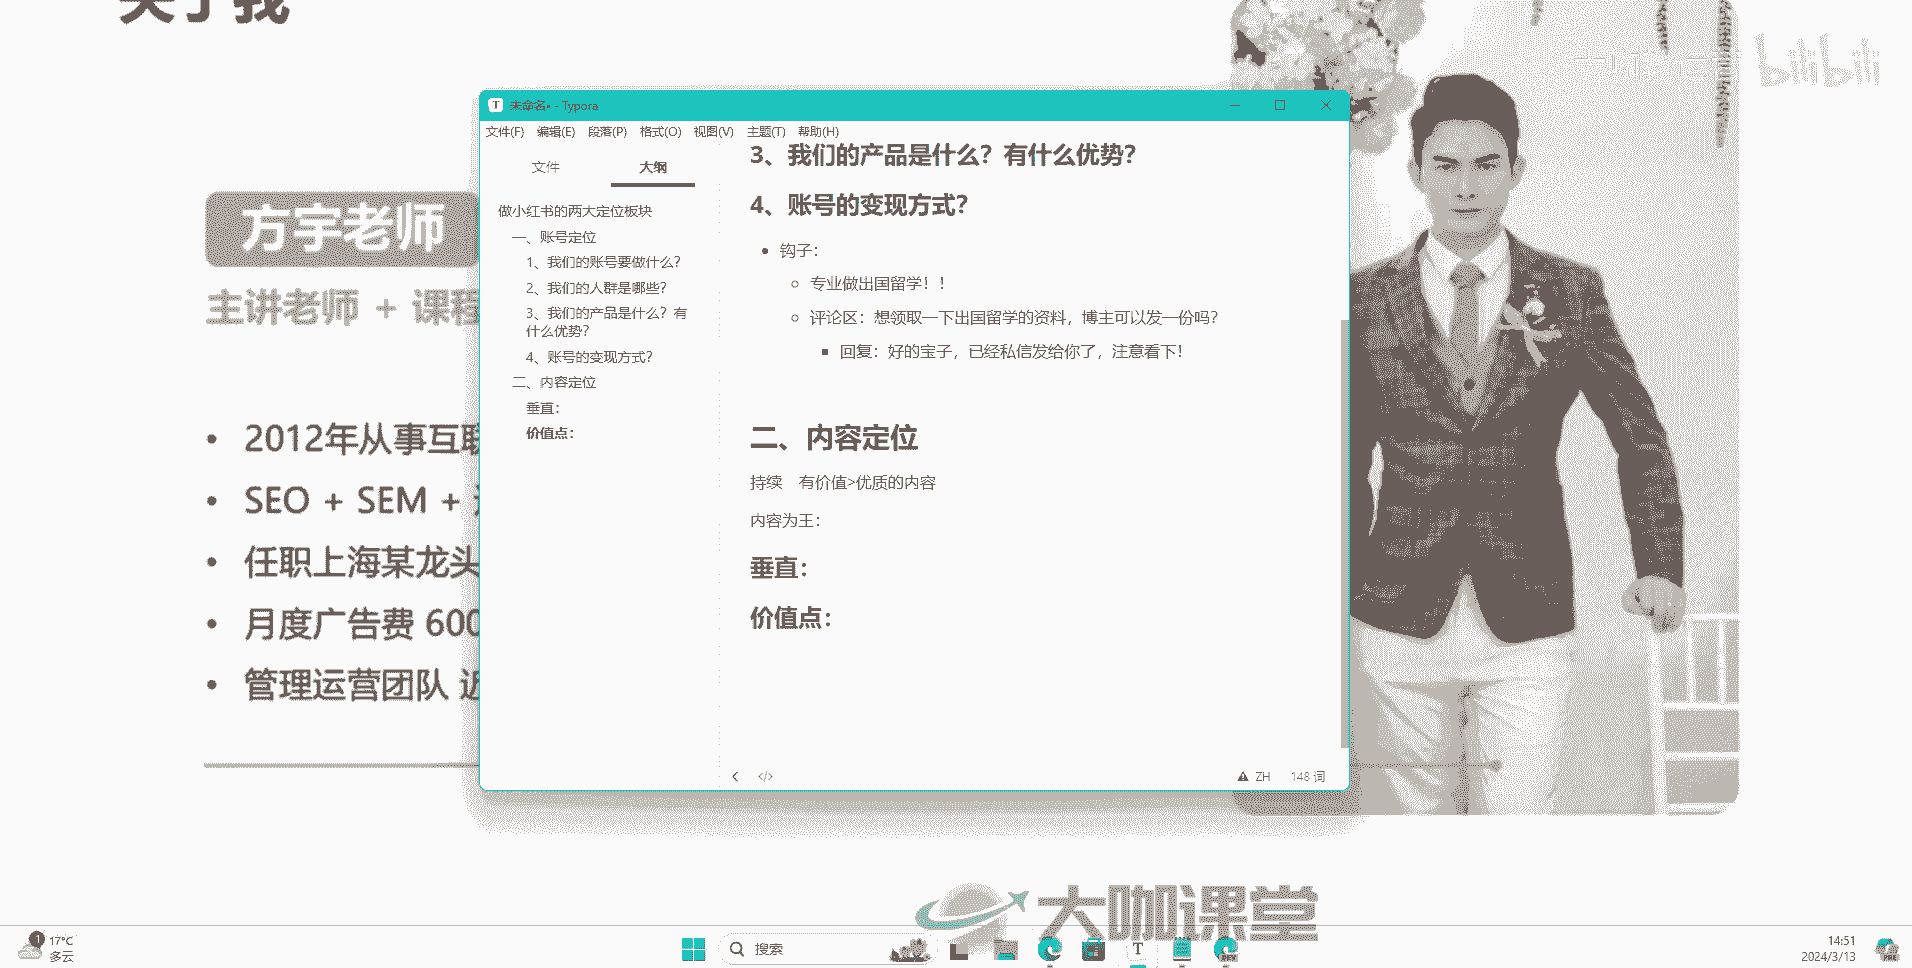 关于我
bilibili
未命名• - Typora
文件(F) 编辑(E) 段落(P) 格式(O) 视图(V) 主题(T) 帮助(H)
文件 大纲
做小红书的两大定位板块
一、账号定位
1、我们的账号要做什么？
2、我们的人群是哪些？
3、我们的产品是什么？有
什么优势？
4、账号的变现方式？
二、内容定位
垂直：
价值点：
3、我们的产品是什么？有什么优势？
4、账号的变现方式？
钩子：
专业做出国留学！！
评论区：想领取一下出国留学的资料，博主可以发一份吗？
回复：好的宝子，已经私信发给你了，注意看下！
二、内容定位
持续 有价值>优质的内容
内容为王：
垂直：
价值点：
</> ZH 148 词
方宇老师
主讲老师 + 课程
• 2012年从事互联
• SEO + SEM +
• 任职上海某龙头
• 月度广告费 600
• 管理运营团队 近
大咖课堂
1 17°C
多云
搜索
T
DEV
14:51
2024/3/13
PRE